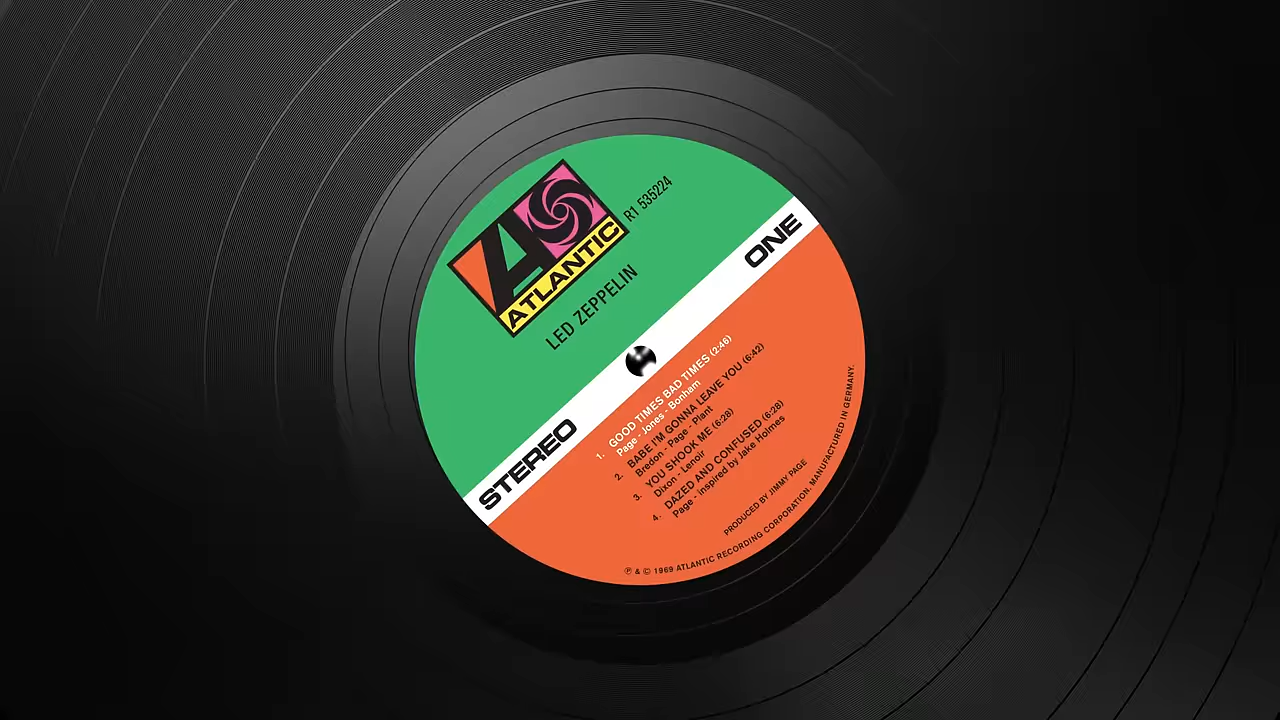 ATLANTIC
R1 535224
LED ZEPPELIN
STEREO ONE
1. GOOD TIMES BAD TIMES (2:46)
Page - Jones - Bonham
2. BABE I'M GONNA LEAVE YOU (6:42)
Bredon - Page - Plant
3. YOU SHOOK ME (6:28)
Dixon - Lenoir
4. DAZED AND CONFUSED (6:28)
Page - Inspired by Jake Holmes
PRODUCED BY JIMMY PAGE
℗ & © 1969 ATLANTIC RECORDING CORPORATION. MANUFACTURED IN GERMANY.